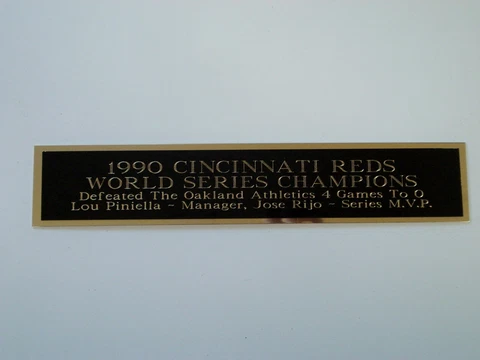 1990 CINCINNATI REDS
WORLD SERIES CHAMPIONS
Defeated The Oakland Athletics 4 Games To 0
Lou Piniella - Manager, Jose Rijo - Series M.V.P.